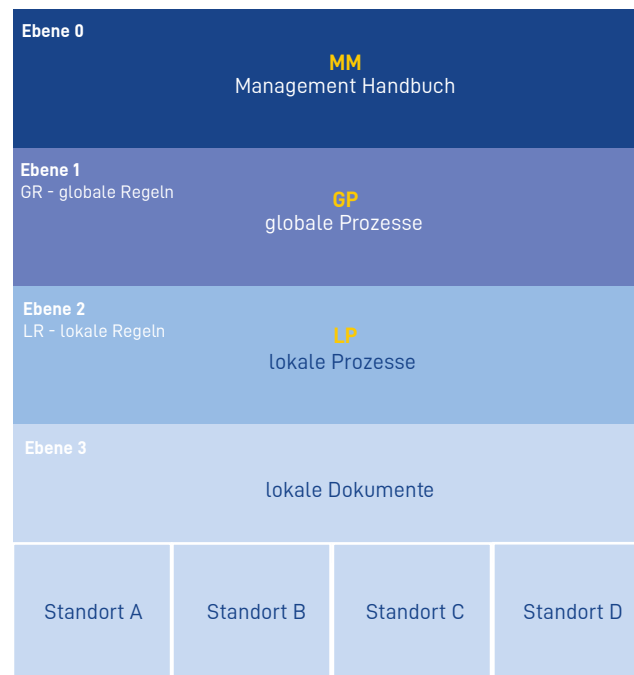 Ebene 0
MM
Management Handbuch
Ebene 1
GR - globale Regeln
GP
globale Prozesse
Ebene 2
LR - lokale Regeln
LP
lokale Prozesse
Ebene 3
lokale Dokumente
Standort A
Standort B
Standort C
Standort D